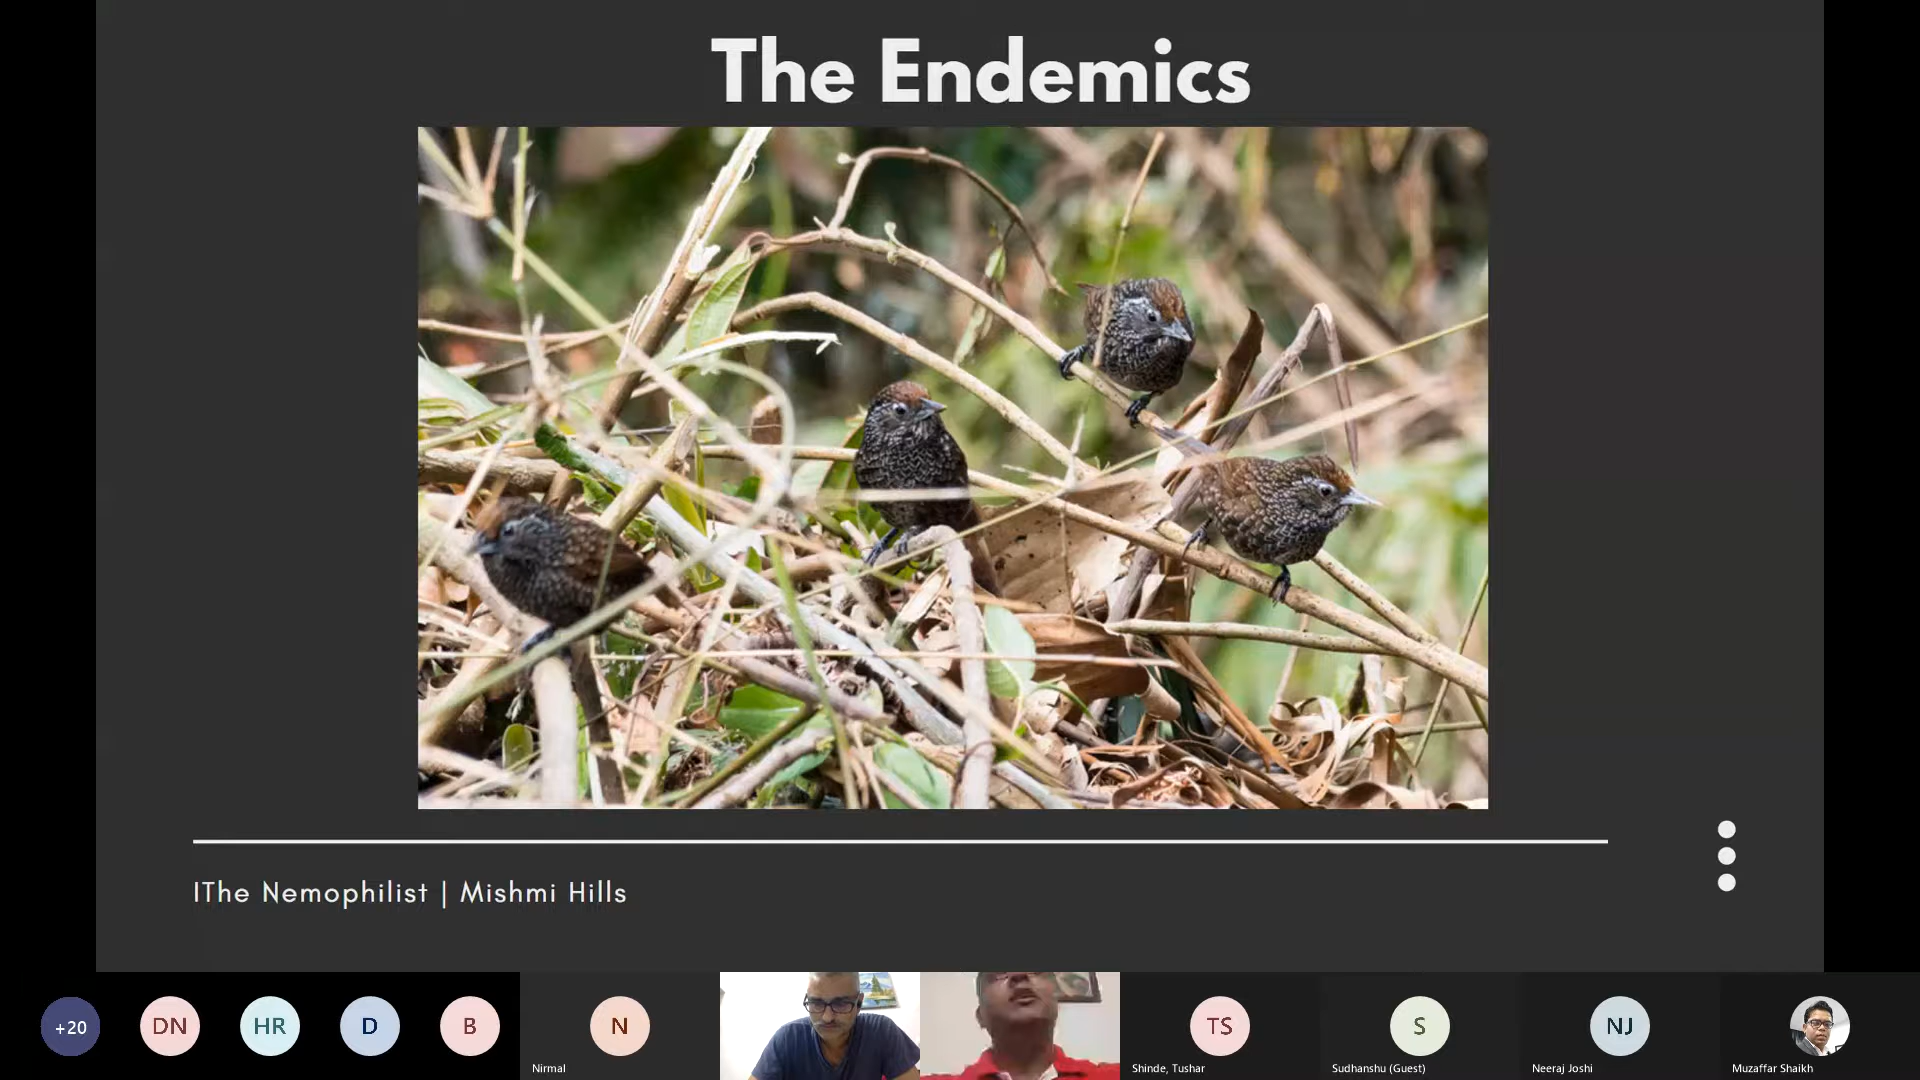 The Endemics
IThe Nemophilist | Mishmi Hills
+20
DN
HR
D
B
N
TS
S
NJ
Nirmal
Shinde, Tushar
Sudhanshu (Guest)
Neeraj Joshi
Muzaffar Shaikh